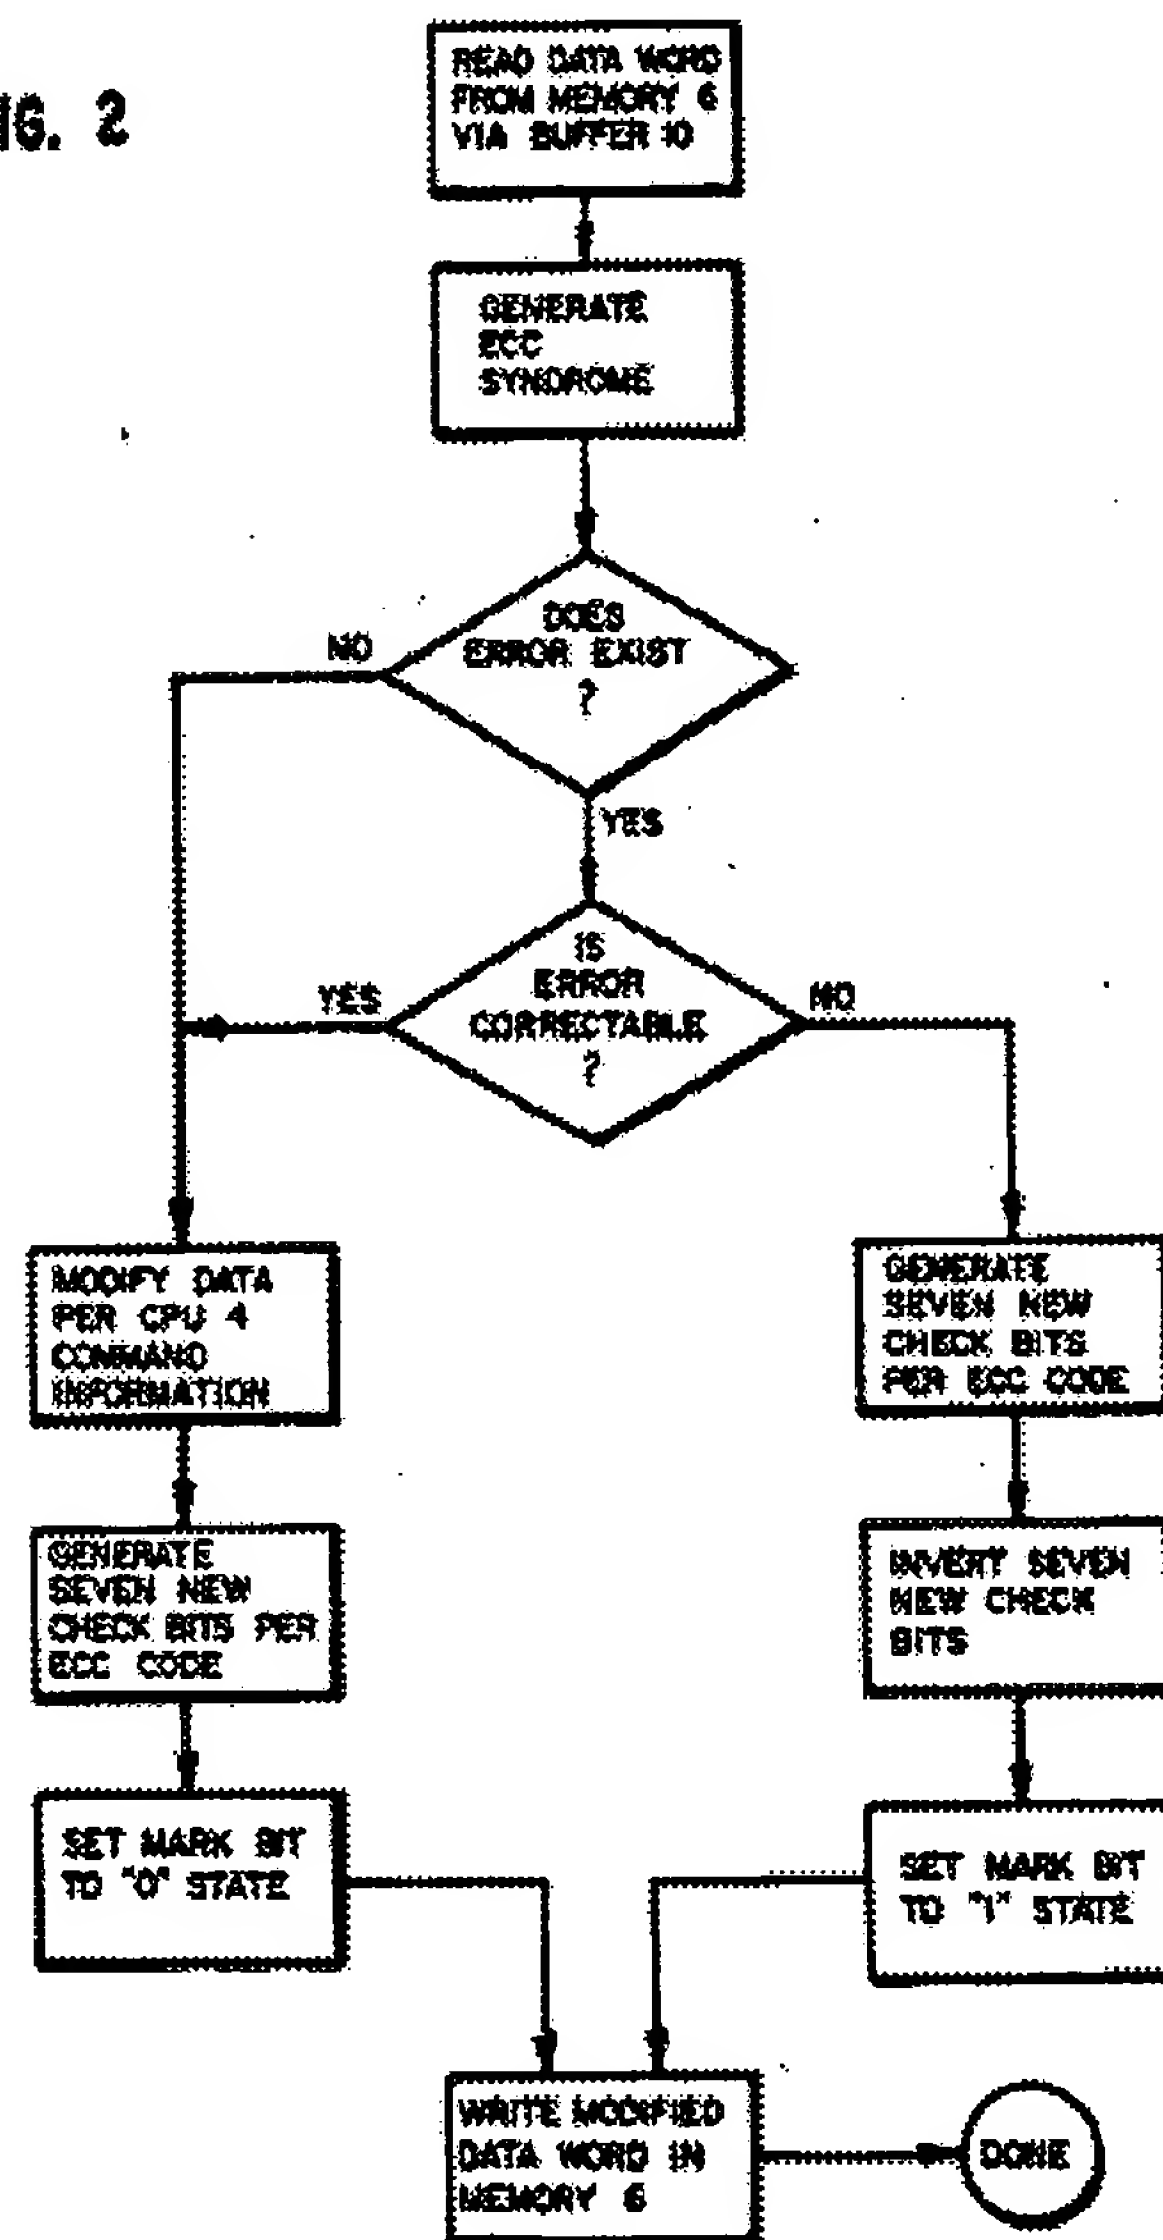 IG. 2
READ DATA WORD
FROM MEMORY 6
VIA BUFFER 10
GENERATE
ECC
SYNDROME
DOES
ERROR EXIST
?
NO
YES
IS
ERROR
CORRECTABLE
?
YES
NO
MODIFY DATA
PER CPU 4
COMMAND
INFORMATION
GENERATE
SEVEN NEW
CHECK BITS PER
ECC CODE
SET MARK BIT
TO "0" STATE
GENERATE
SEVEN NEW
CHECK BITS
PER ECC CODE
INVERT SEVEN
NEW CHECK
BITS
SET MARK BIT
TO "1" STATE
WRITE MODIFIED
DATA WORD IN
MEMORY 6
DONE